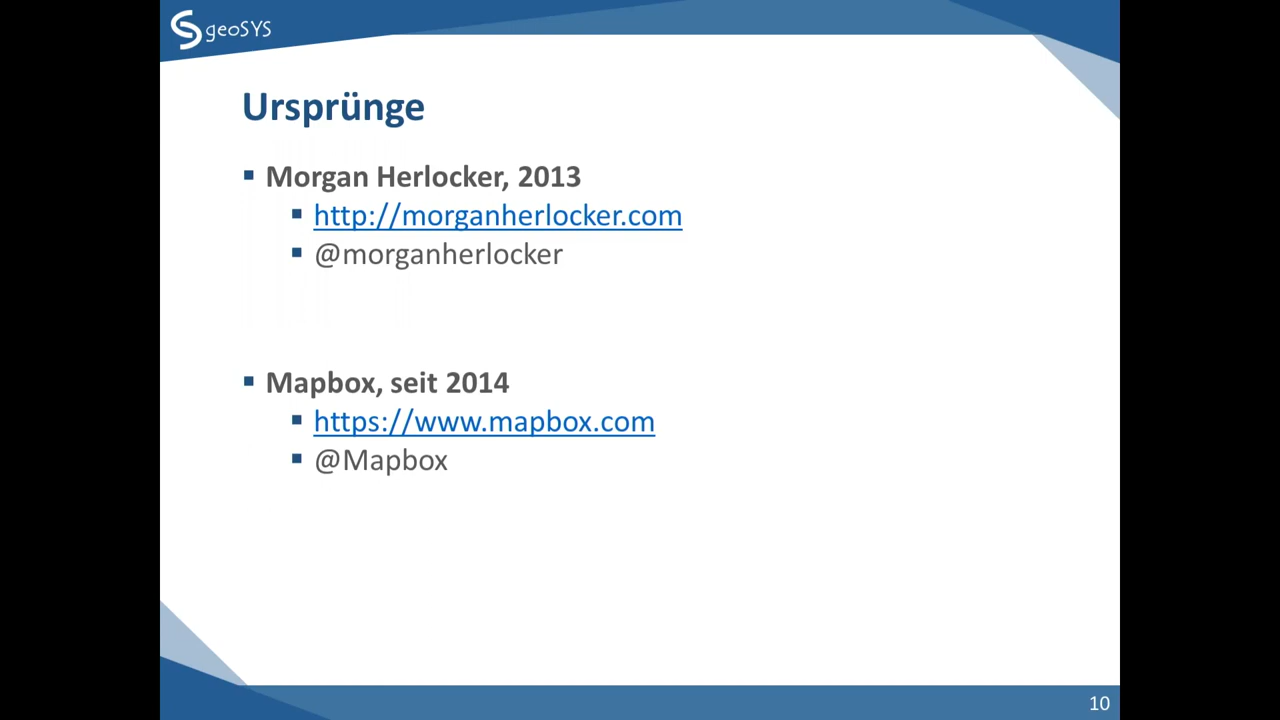 geoSYS
Ursprünge
Morgan Herlocker, 2013
http://morganherlocker.com
@morganherlocker
Mapbox, seit 2014
https://www.mapbox.com
@Mapbox
10